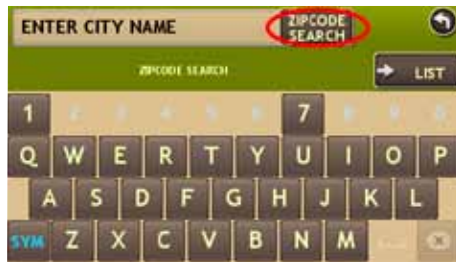 ENTER CITY NAME
ZIPCODE
SEARCH
ZIPCODE SEARCH
LIST
1 7
Q W E R T Y U I O P
A S D F G H J K L
SYM Z X C V B N M